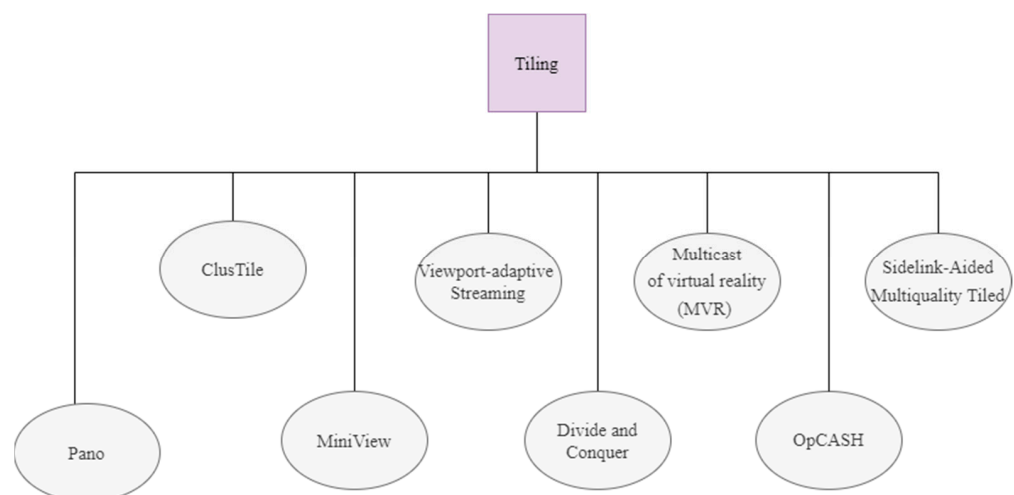 Tiling
ClusTile
Viewport-adaptive
Streaming
Multicast
of virtual reality
(MVR)
Sidelink-Aided
Multiquality Tiled
Pano
MiniView
Divide and
Conquer
OpCASH